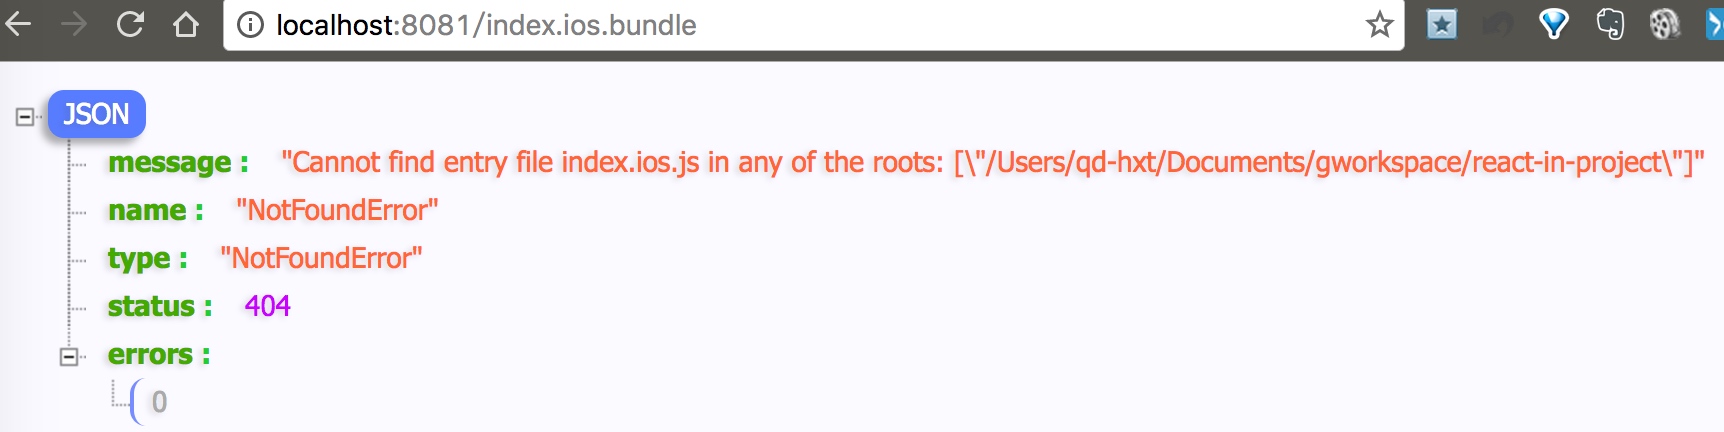 localhost:8081/index.ios.bundle
JSON
message : "Cannot find entry file index.ios.js in any of the roots: [\"/Users/qd-hxt/Documents/gworkspace/react-in-project\"]"
name : "NotFoundError"
type : "NotFoundError"
status : 404
errors :
0